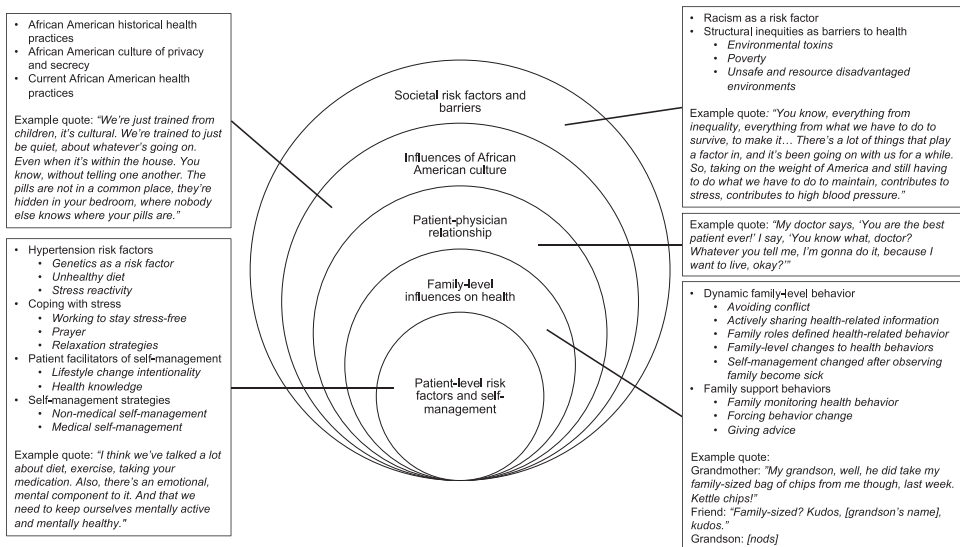 • African American historical health
practices
• African American culture of privacy
and secrecy
• Current African American health
practices
Example quote: “We’re just trained from
children, it’s cultural. We’re trained to just
be quiet, about whatever’s going on.
Even when it’s within the house. You
know, without telling one another. The
pills are not in a common place, they’re
hidden in your bedroom, where nobody
else knows where your pills are.”
• Hypertension risk factors
• Genetics as a risk factor
• Unhealthy diet
• Stress reactivity
• Coping with stress
• Working to stay stress-free
• Prayer
• Relaxation strategies
• Patient facilitators of self-management
• Lifestyle change intentionality
• Health knowledge
• Self-management strategies
• Non-medical self-management
• Medical self-management
Example quote: “I think we’ve talked a lot
about diet, exercise, taking your
medication. Also, there’s an emotional,
mental component to it. And that we
need to keep ourselves mentally active
and mentally healthy."
Societal risk factors and
barriers
Influences of African
American culture
Patient-physician
relationship
Family-level
influences on health
Patient-level risk
factors and self-
management
• Racism as a risk factor
• Structural inequities as barriers to health
• Environmental toxins
• Poverty
• Unsafe and resource disadvantaged
environments
Example quote: “You know, everything from
inequality, everything from what we have to do to
survive, to make it… There’s a lot of things that play
a factor in, and it’s been going on with us for a while.
So, taking on the weight of America and still having
to do what we have to do to maintain, contributes to
stress, contributes to high blood pressure.”
Example quote: “My doctor says, ‘You are the best
patient ever!’ I say, ‘You know what, doctor?
Whatever you tell me, I’m gonna do it, because I
want to live, okay?’”
• Dynamic family-level behavior
• Avoiding conflict
• Actively sharing health-related information
• Family roles defined health-related behavior
• Family-level changes to health behaviors
• Self-management changed after observing
family become sick
• Family support behaviors
• Family monitoring health behavior
• Forcing behavior change
• Giving advice
Example quote:
Grandmother: ”My grandson, well, he did take my
family-sized bag of chips from me though, last week.
Kettle chips!”
Friend: “Family-sized? Kudos, [grandson’s name],
kudos.”
Grandson: [nods]